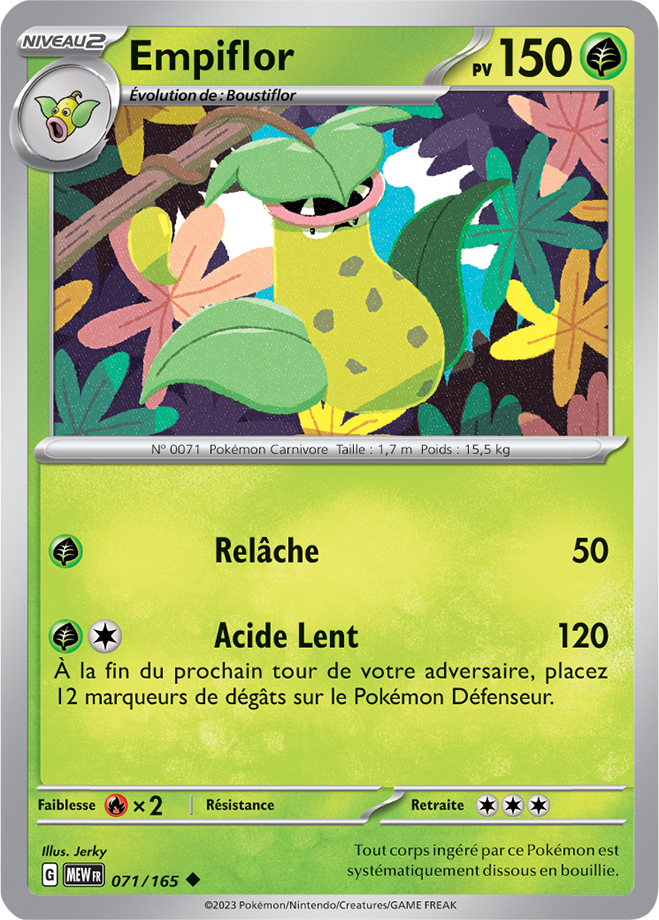 NIVEAU 2
Empiflor
PV 150
Évolution de : Boustiflor
Nº 0071 Pokémon Carnivore Taille : 1,7 m Poids : 15,5 kg
Relâche 50
Acide Lent 120
À la fin du prochain tour de votre adversaire, placez
12 marqueurs de dégâts sur le Pokémon Défenseur.
Faiblesse ×2 Résistance Retraite
Illus. Jerky
Tout corps ingéré par ce Pokémon est
systématiquement dissous en bouillie.
G MEW FR 071/165
©2023 Pokémon/Nintendo/Creatures/GAME FREAK